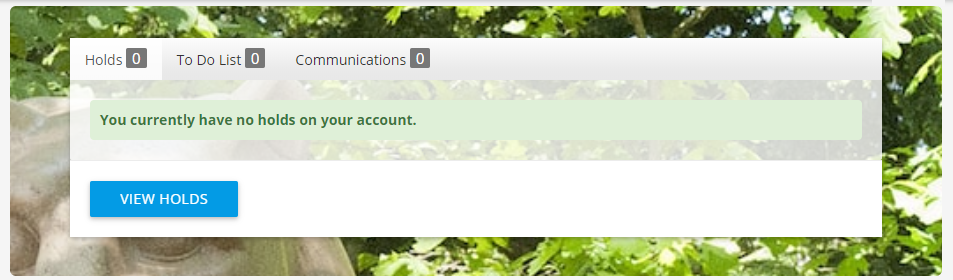 Holds 0 To Do List 0 Communications 0
You currently have no holds on your account.
VIEW HOLDS